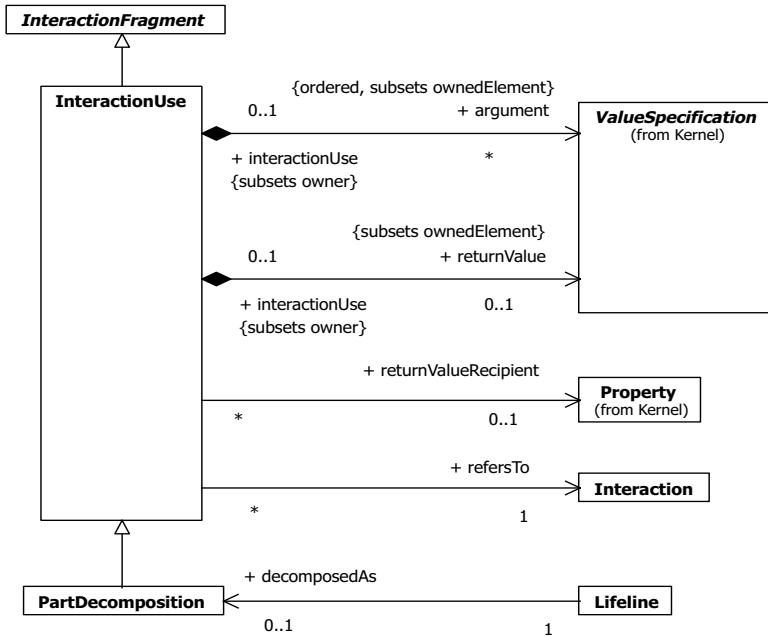 InteractionFragment
InteractionUse
{ordered, subsets ownedElement}
0..1
+ argument
+ interactionUse
*
{subsets owner}
ValueSpecification
(from Kernel)
{subsets ownedElement}
0..1
+ returnValue
+ interactionUse
0..1
{subsets owner}
+ returnValueRecipient
*
0..1
Property
(from Kernel)
+ refersTo
*
1
Interaction
+ decomposedAs
PartDecomposition
0..1
1
Lifeline